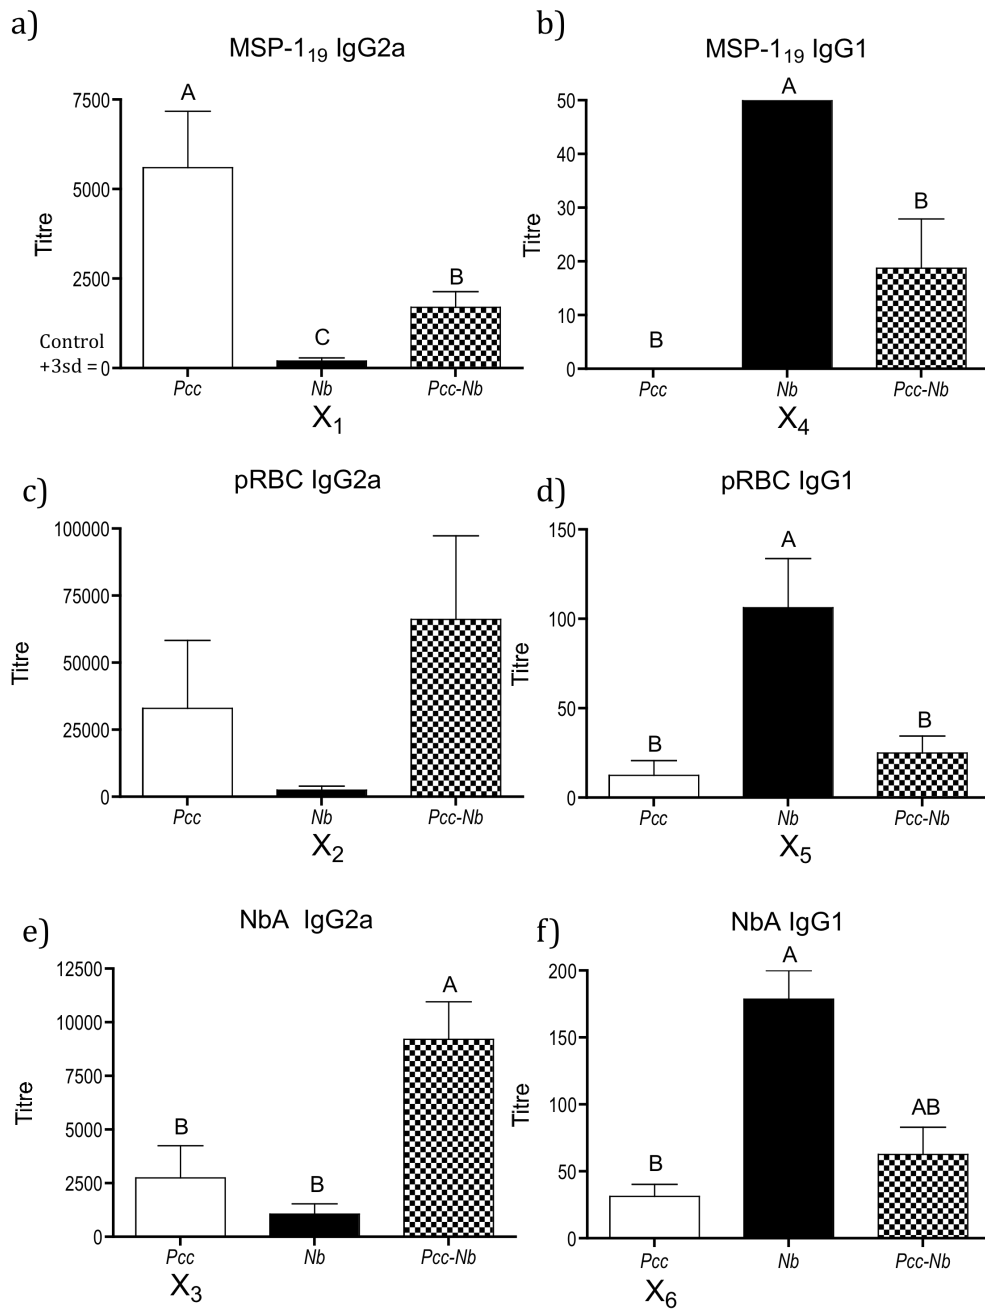 a)
MSP-1₁₉ IgG2a
Titre
7500
5000
2500
Control
+3sd = 0
A
C
B
Pcc Nb Pcc-Nb
X₁
b)
MSP-1₁₉ IgG1
Titre
50
40
30
20
10
0
B
A
B
Pcc Nb Pcc-Nb
X₄
c)
pRBC IgG2a
Titre
100000
75000
50000
25000
0
Pcc Nb Pcc-Nb
X₂
d)
pRBC IgG1
Titre
150
100
50
0
B
A
B
Pcc Nb Pcc-Nb
X₅
e)
NbA IgG2a
Titre
12500
10000
7500
5000
2500
0
B
B
A
Pcc Nb Pcc-Nb
X₃
f)
NbA IgG1
Titre
200
150
100
50
0
B
A
AB
Pcc Nb Pcc-Nb
X₆